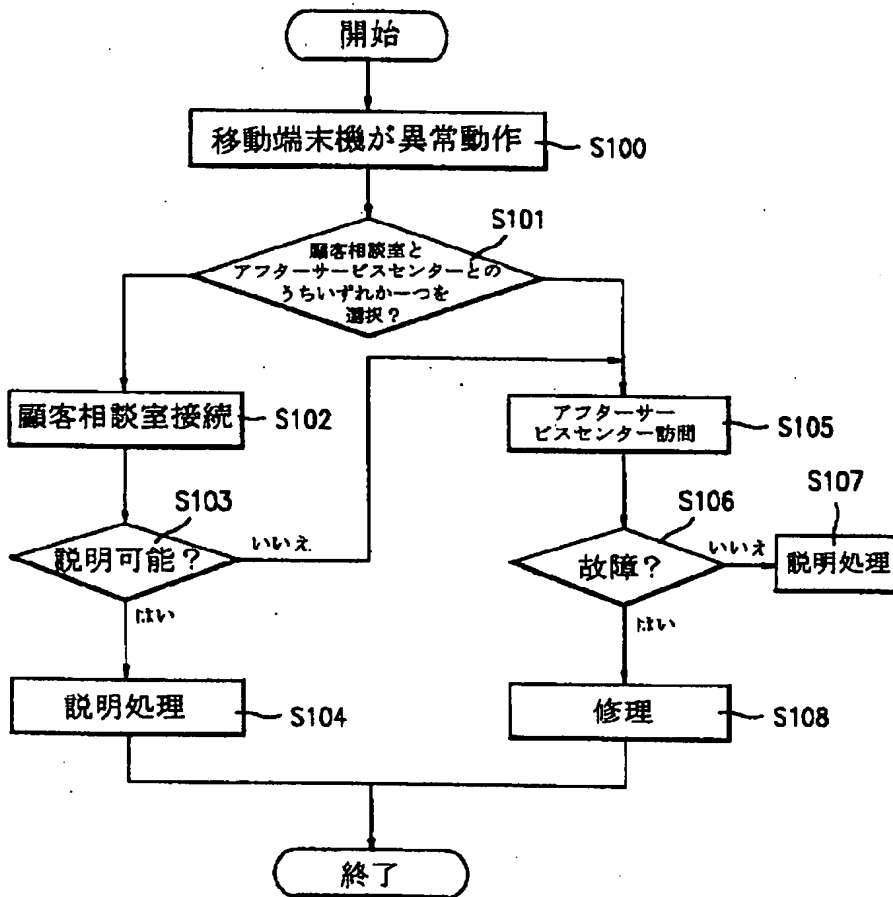 開始
移動端末機が異常動作
S100
S101
顧客相談室と
アフターサービスセンターとの
うちいずれか一つを
選択？
顧客相談室接続
S102
アフターサー
ビスセンター訪問
S105
S103
説明可能？
いいえ
はい
S106
故障？
いいえ
はい
S107
説明処理
説明処理
S104
修理
S108
終了